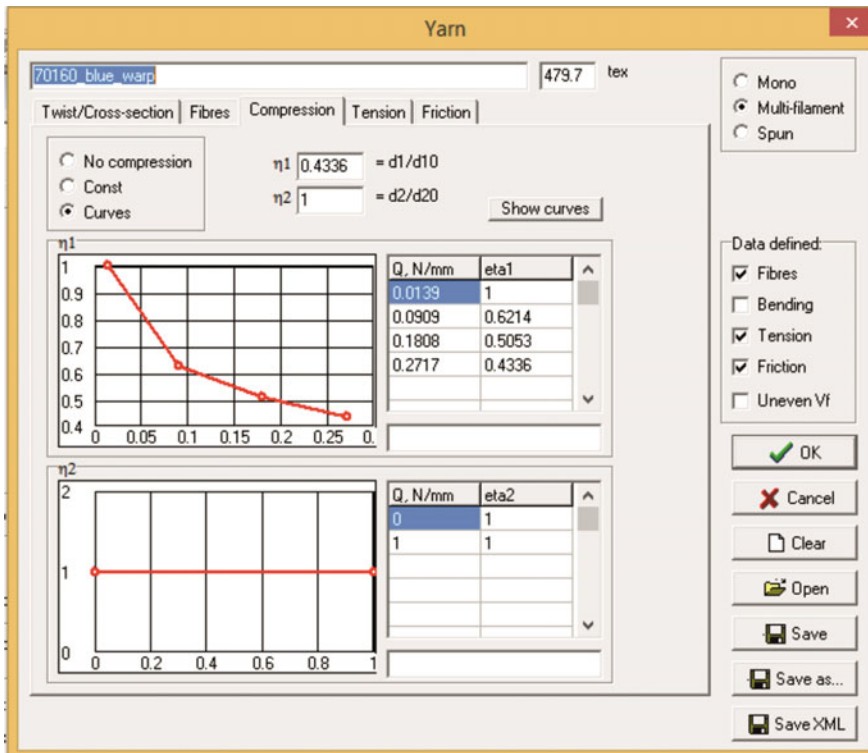 Yarn
70160_blue_warp 479.7 tex
Twist/Cross-section Fibres Compression Tension Friction
Mono
Multi-filament
Spun
No compression
Const
Curves
η1 0.4336 = d1/d10
η2 1 = d2/d20
Show curves
η1
1
0.9
0.8
0.7
0.6
0.5
0.4
0 0.05 0.1 0.15 0.2 0.25 0.
Q, N/mm eta1
0.0139 1
0.0909 0.6214
0.1808 0.5053
0.2717 0.4336
η2
2
1
0
0 0.2 0.4 0.6 0.8 1
Q, N/mm eta2
0 1
1 1
Data defined:
Fibres
Bending
Tension
Friction
Uneven Vf
OK
Cancel
Clear
Open
Save
Save as...
Save XML